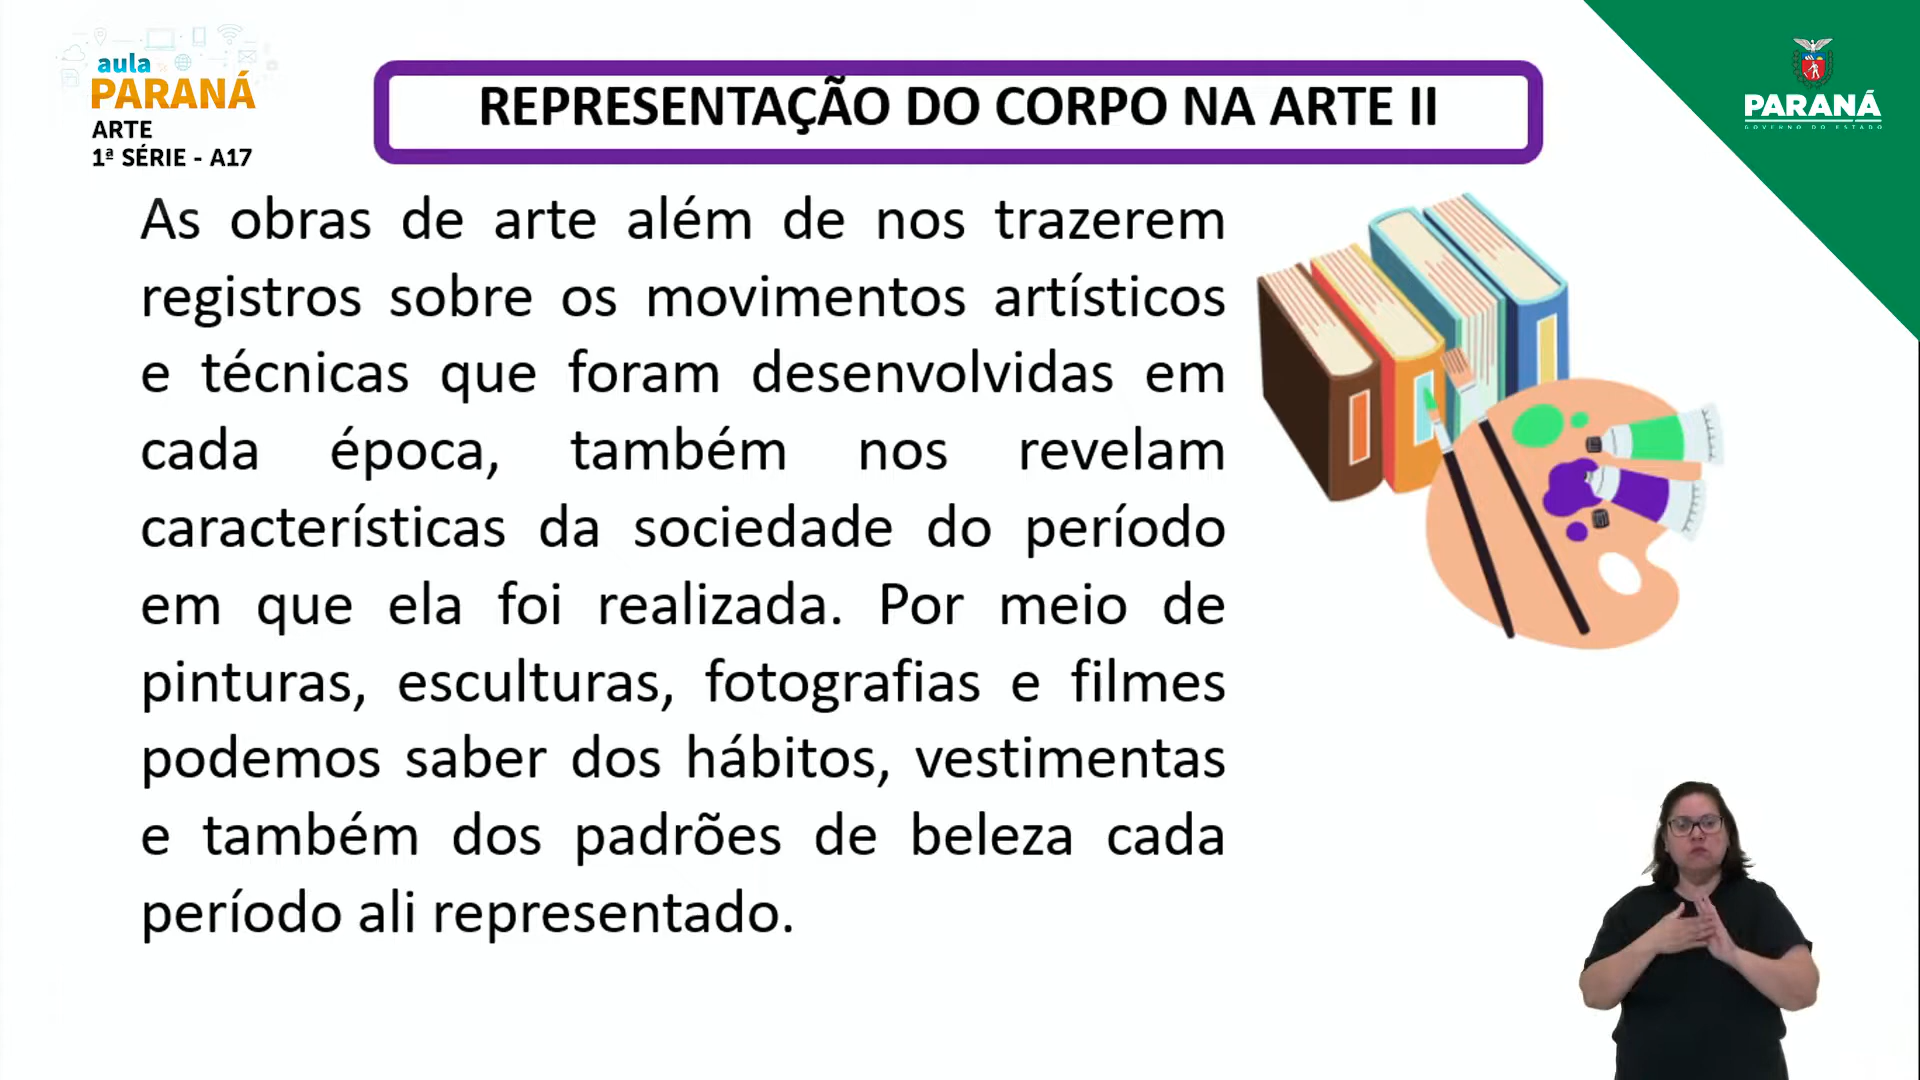 aula
PARANÁ
ARTE
1ª SÉRIE - A17
REPRESENTAÇÃO DO CORPO NA ARTE II
PARANÁ
GOVERNO DO ESTADO
As obras de arte além de nos trazerem
registros sobre os movimentos artísticos
e técnicas que foram desenvolvidas em
cada época, também nos revelam
características da sociedade do período
em que ela foi realizada. Por meio de
pinturas, esculturas, fotografias e filmes
podemos saber dos hábitos, vestimentas
e também dos padrões de beleza cada
período ali representado.